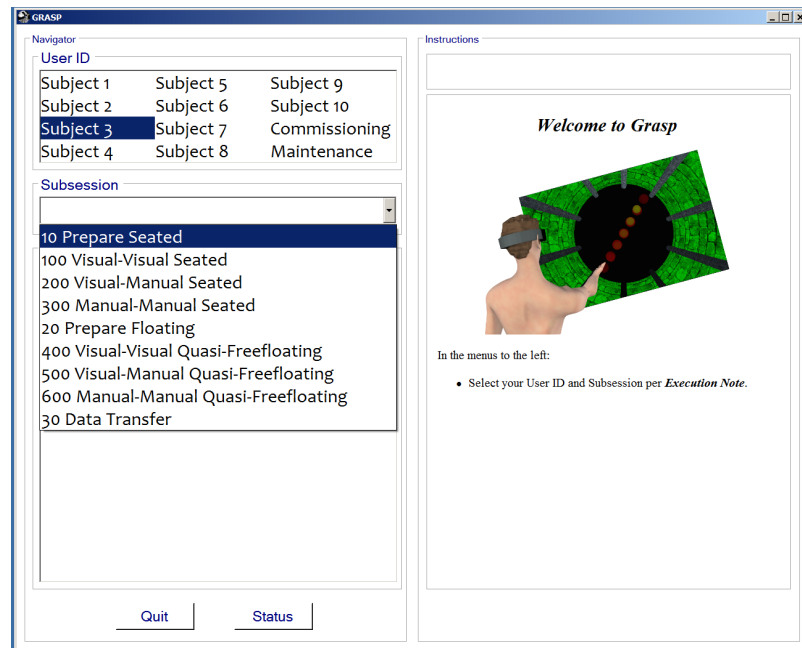 GRASP
Navigator
User ID
Subject 1 Subject 5 Subject 9
Subject 2 Subject 6 Subject 10
Subject 3 Subject 7 Commissioning
Subject 4 Subject 8 Maintenance
Subsession
10 Prepare Seated
100 Visual-Visual Seated
200 Visual-Manual Seated
300 Manual-Manual Seated
20 Prepare Floating
400 Visual-Visual Quasi-Freefloating
500 Visual-Manual Quasi-Freefloating
600 Manual-Manual Quasi-Freefloating
30 Data Transfer
Quit Status
Instructions
Welcome to Grasp
In the menus to the left:
• Select your User ID and Subsession per Execution Note.